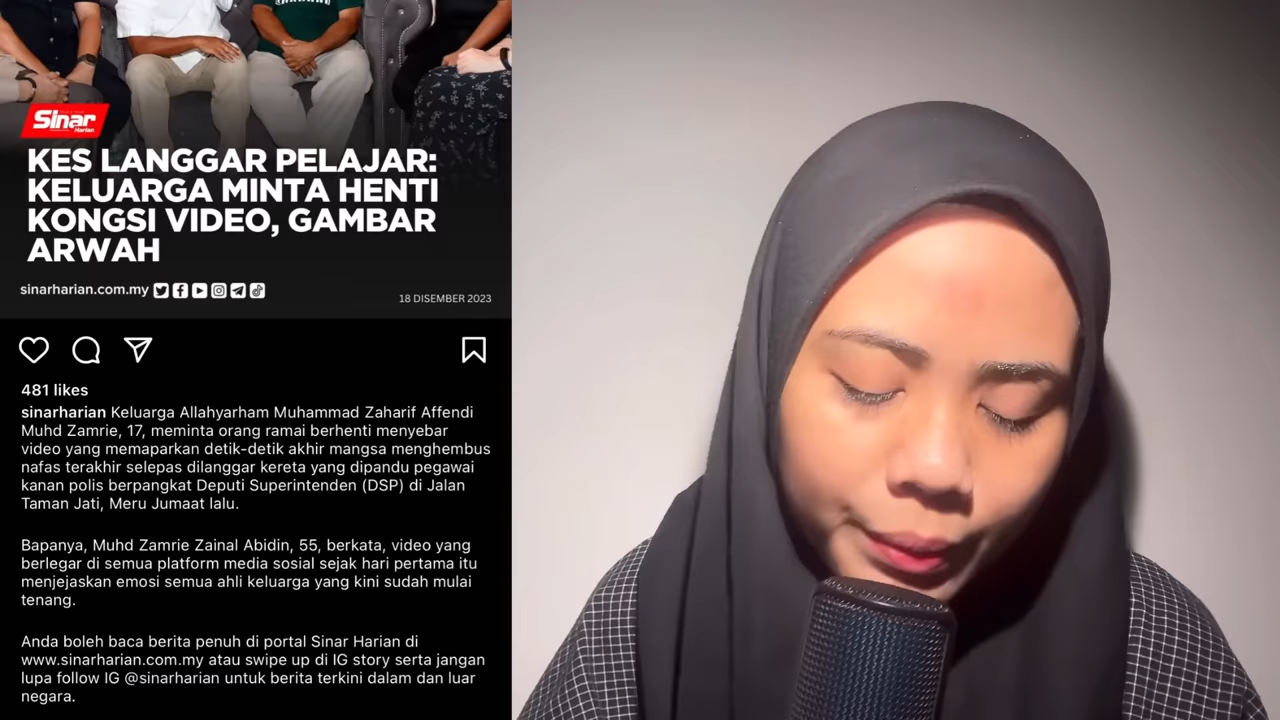 Sinar
Harian
KES LANGGAR PELAJAR:
KELUARGA MINTA HENTI
KONGSI VIDEO, GAMBAR
ARWAH
sinarharian.com.my
18 DISEMBER 2023
481 likes
sinarharian Keluarga Allahyarham Muhammad Zaharif Affendi
Muhd Zamrie, 17, meminta orang ramai berhenti menyebar
video yang memaparkan detik-detik akhir mangsa menghembus
nafas terakhir selepas dilanggar kereta yang dipandu pegawai
kanan polis berpangkat Deputi Superintenden (DSP) di Jalan
Taman Jati, Meru Jumaat lalu.
Bapanya, Muhd Zamrie Zainal Abidin, 55, berkata, video yang
berlegar di semua platform media sosial sejak hari pertama itu
menjejaskan emosi semua ahli keluarga yang kini sudah mulai
tenang.
Anda boleh baca berita penuh di portal Sinar Harian di
www.sinarharian.com.my atau swipe up di IG story serta jangan
lupa follow IG @sinarharian untuk berita terkini dalam dan luar
negara.